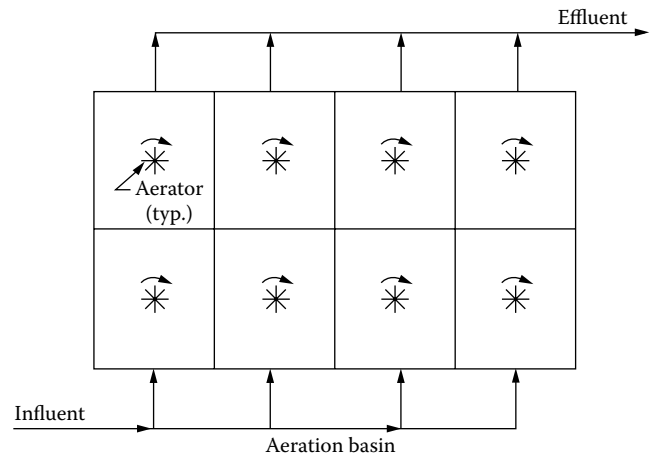 Effluent
Aerator
(typ.)
Influent
Aeration basin